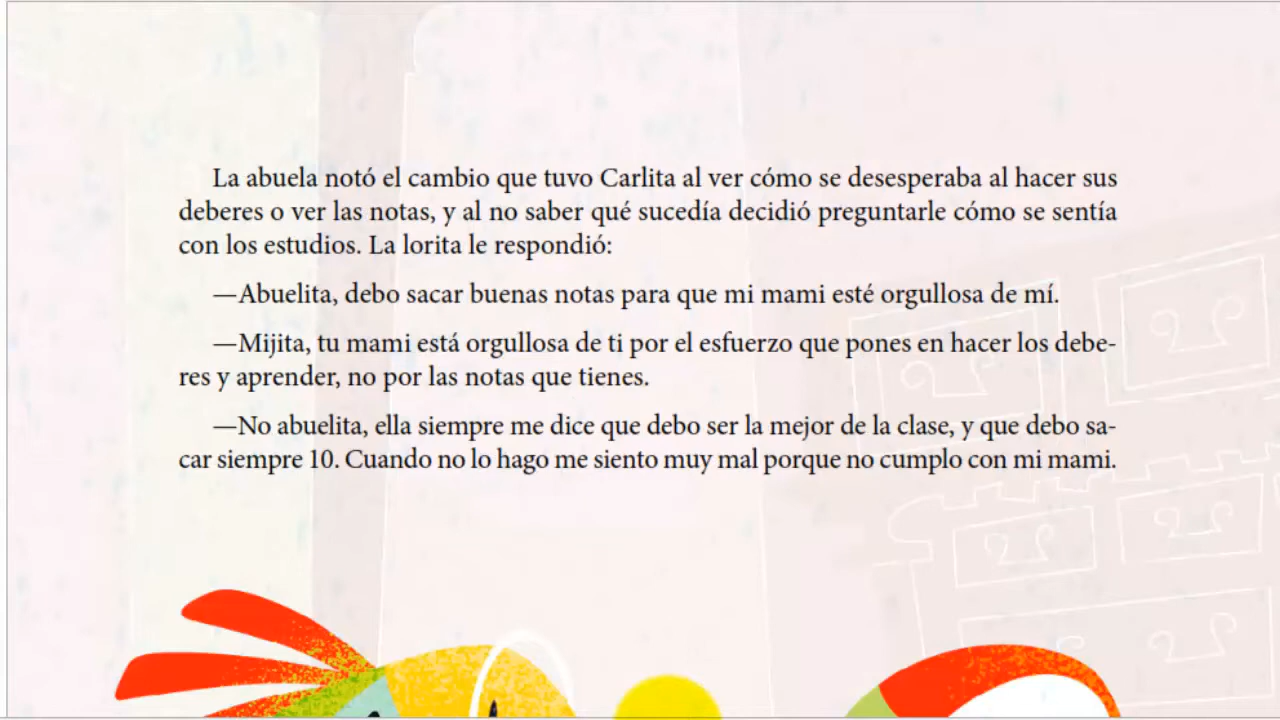 La abuela notó el cambio que tuvo Carlita al ver cómo se desesperaba al hacer sus
deberes o ver las notas, y al no saber qué sucedía decidió preguntarle cómo se sentía
con los estudios. La lorita le respondió:
—Abuelita, debo sacar buenas notas para que mi mami esté orgullosa de mí.
—Mijita, tu mami está orgullosa de ti por el esfuerzo que pones en hacer los debe-
res y aprender, no por las notas que tienes.
—No abuelita, ella siempre me dice que debo ser la mejor de la clase, y que debo sa-
car siempre 10. Cuando no lo hago me siento muy mal porque no cumplo con mi mami.